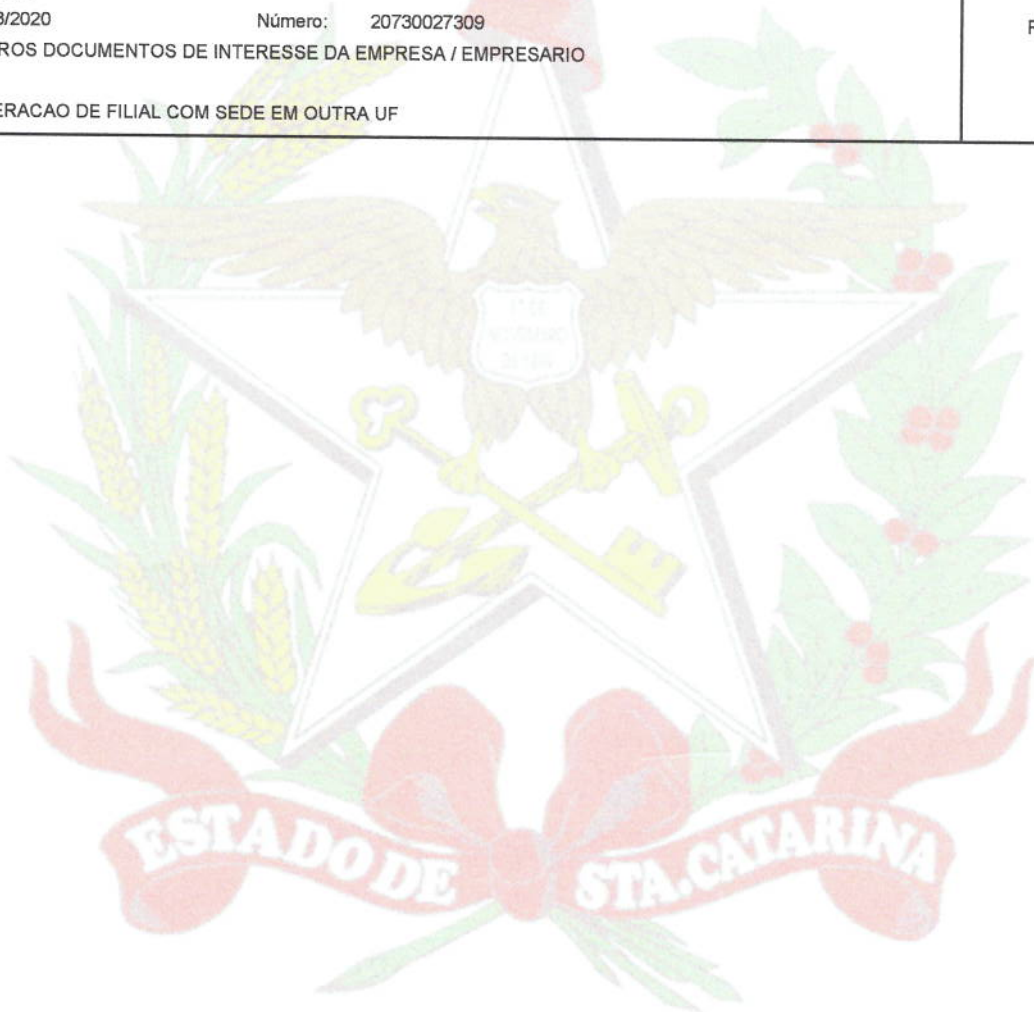 3/2020 Número: 20730027309
ROS DOCUMENTOS DE INTERESSE DA EMPRESA / EMPRESARIO
ERACAO DE FILIAL COM SEDE EM OUTRA UF
ESTADO DE STA.CATARINA